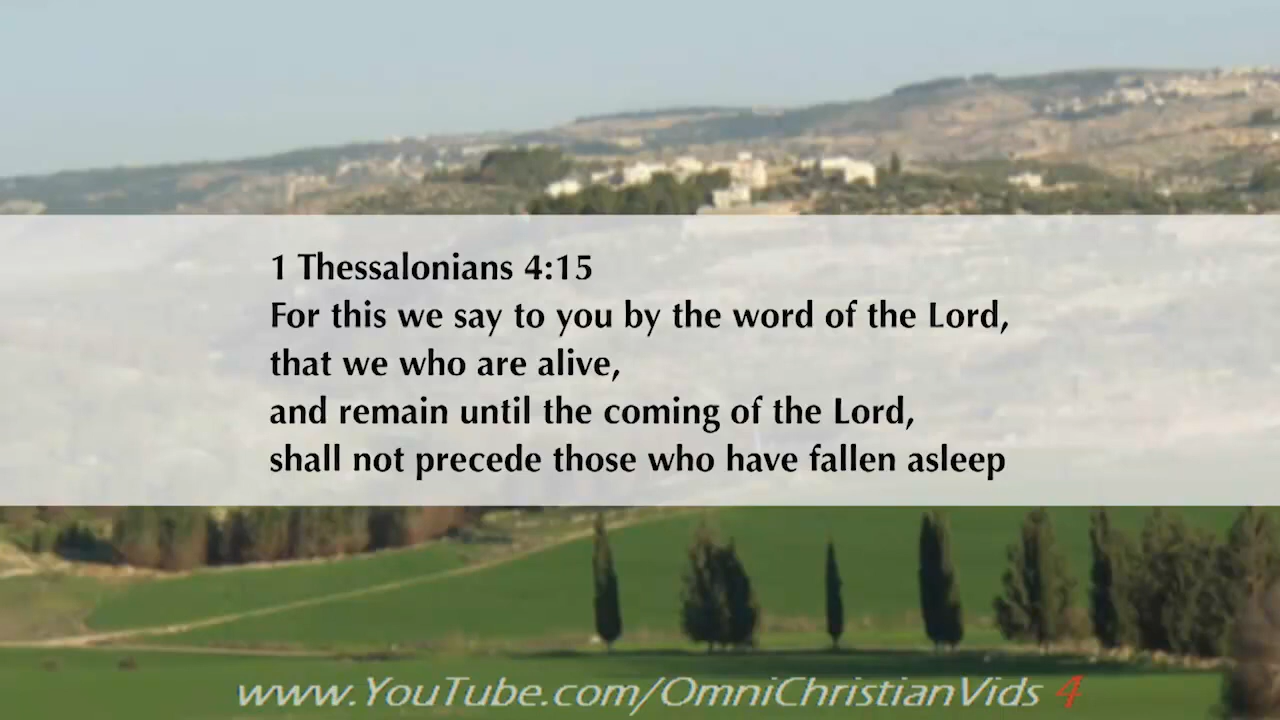 1 Thessalonians 4:15
For this we say to you by the word of the Lord,
that we who are alive,
and remain until the coming of the Lord,
shall not precede those who have fallen asleep
www.YouTube.com/OmniChristianVids 4